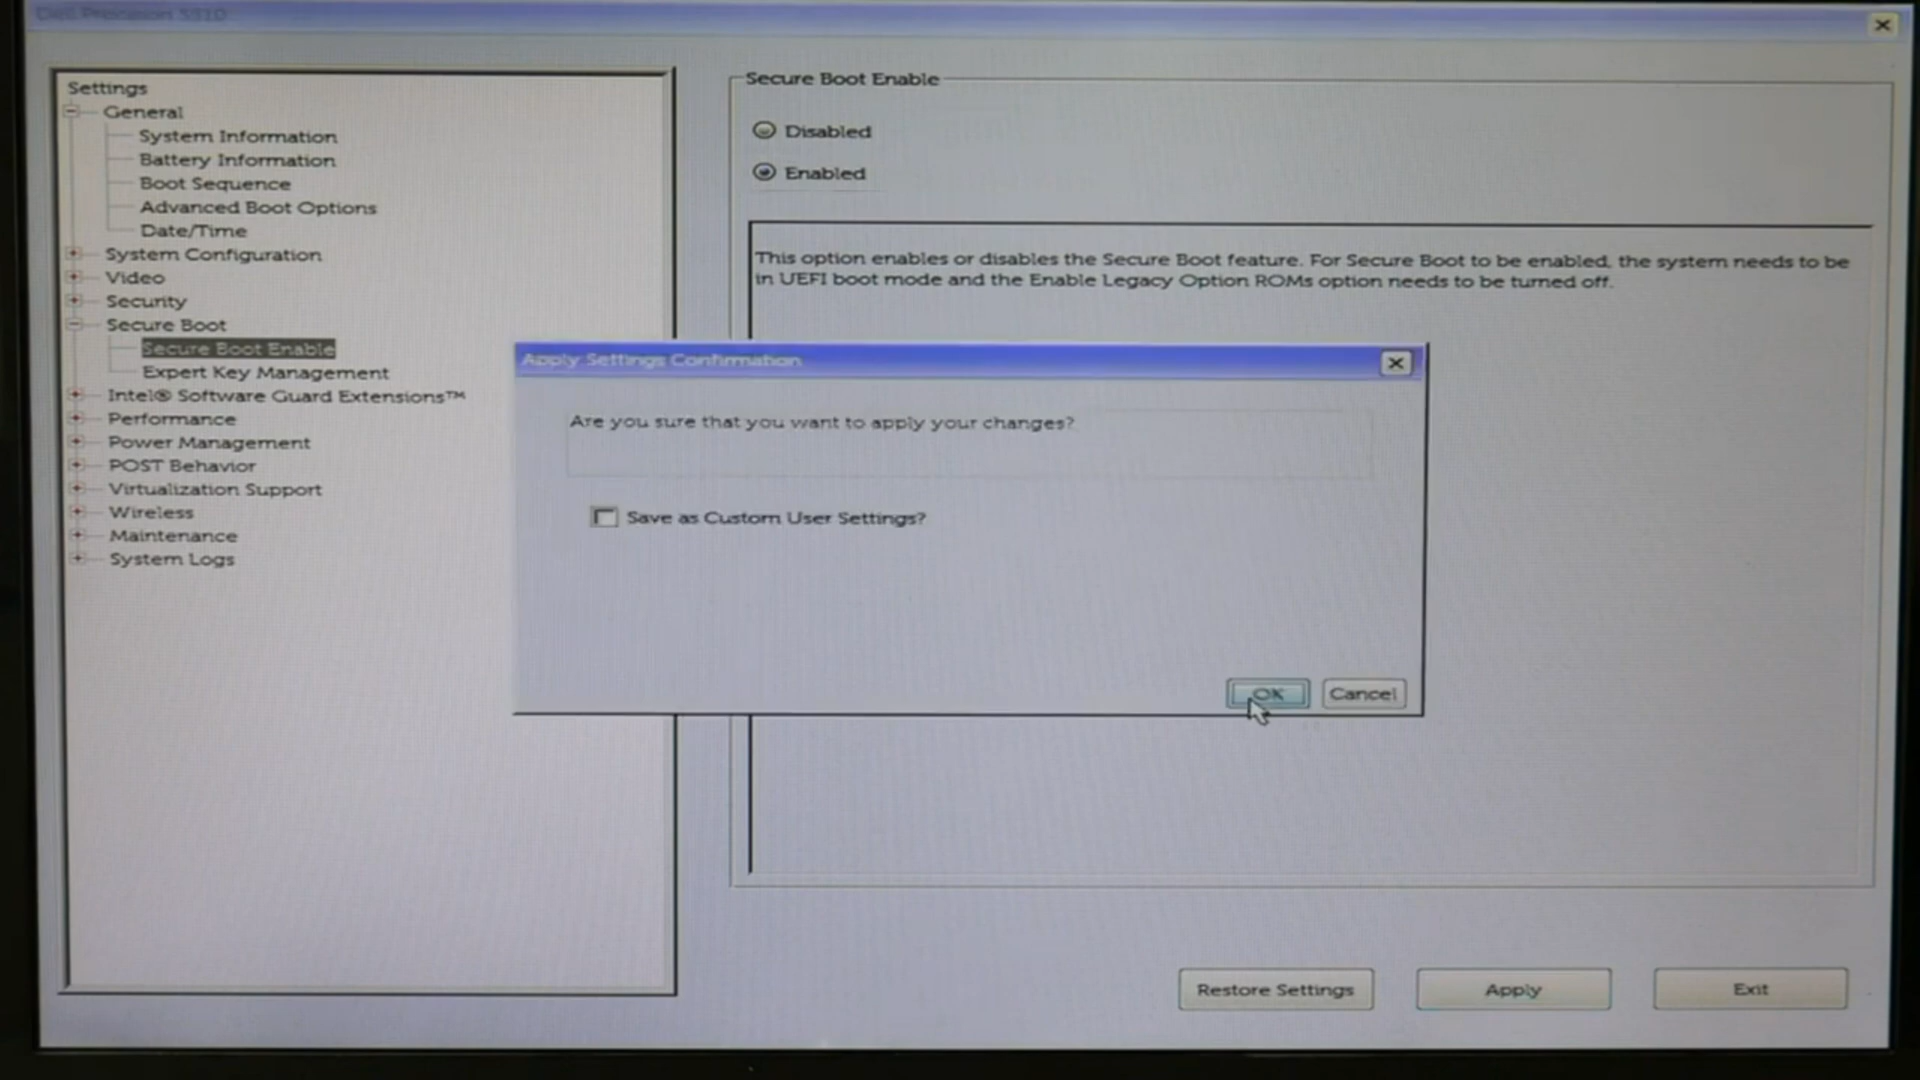 Dell Precision 5510
Settings
General
System Information
Battery Information
Boot Sequence
Advanced Boot Options
Date/Time
System Configuration
Video
Security
Secure Boot
Secure Boot Enable
Expert Key Management
Intel® Software Guard Extensions™
Performance
Power Management
POST Behavior
Virtualization Support
Wireless
Maintenance
System Logs
Secure Boot Enable
Disabled
Enabled
This option enables or disables the Secure Boot feature. For Secure Boot to be enabled, the system needs to be
in UEFI boot mode and the Enable Legacy Option ROMs option needs to be turned off.
Apply Settings Confirmation
Are you sure that you want to apply your changes?
Save as Custom User Settings?
OK
Cancel
Restore Settings
Apply
Exit